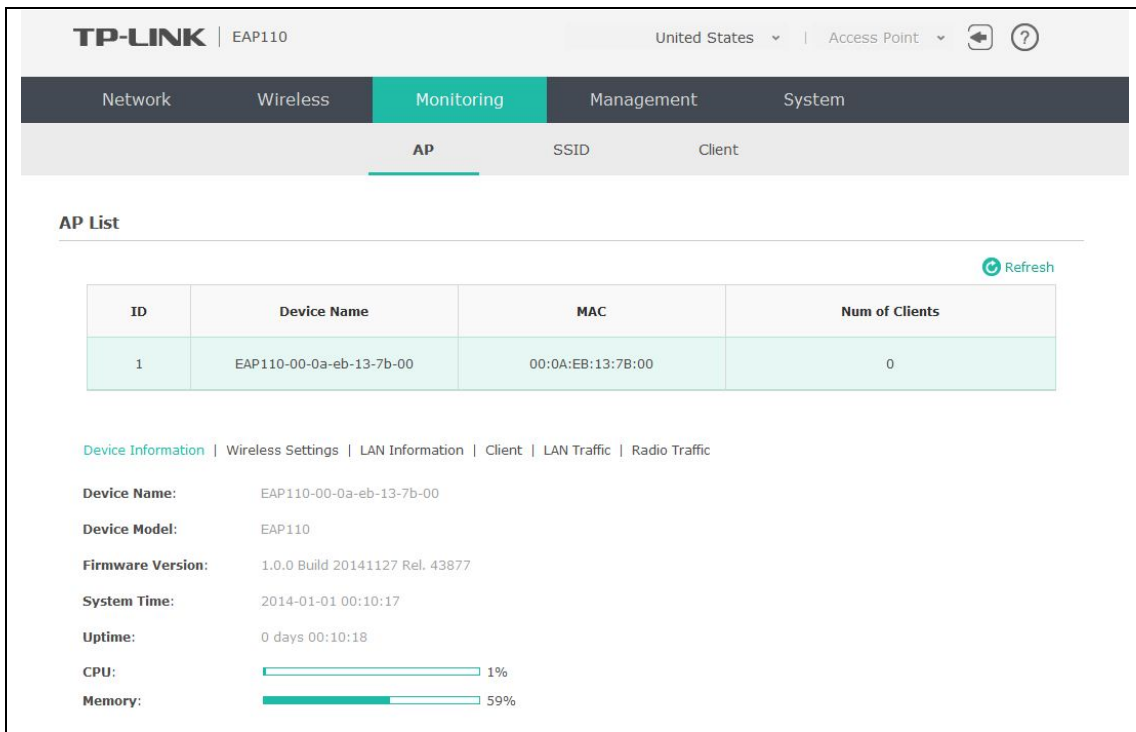 TP-LINK | EAP110 United States | Access Point ?
Network Wireless Monitoring Management System
AP SSID Client
AP List
Refresh
ID Device Name MAC Num of Clients
1 EAP110-00-0a-eb-13-7b-00 00:0A:EB:13:7B:00 0
Device Information | Wireless Settings | LAN Information | Client | LAN Traffic | Radio Traffic
Device Name: EAP110-00-0a-eb-13-7b-00
Device Model: EAP110
Firmware Version: 1.0.0 Build 20141127 Rel. 43877
System Time: 2014-01-01 00:10:17
Uptime: 0 days 00:10:18
CPU: 1%
Memory: 59%